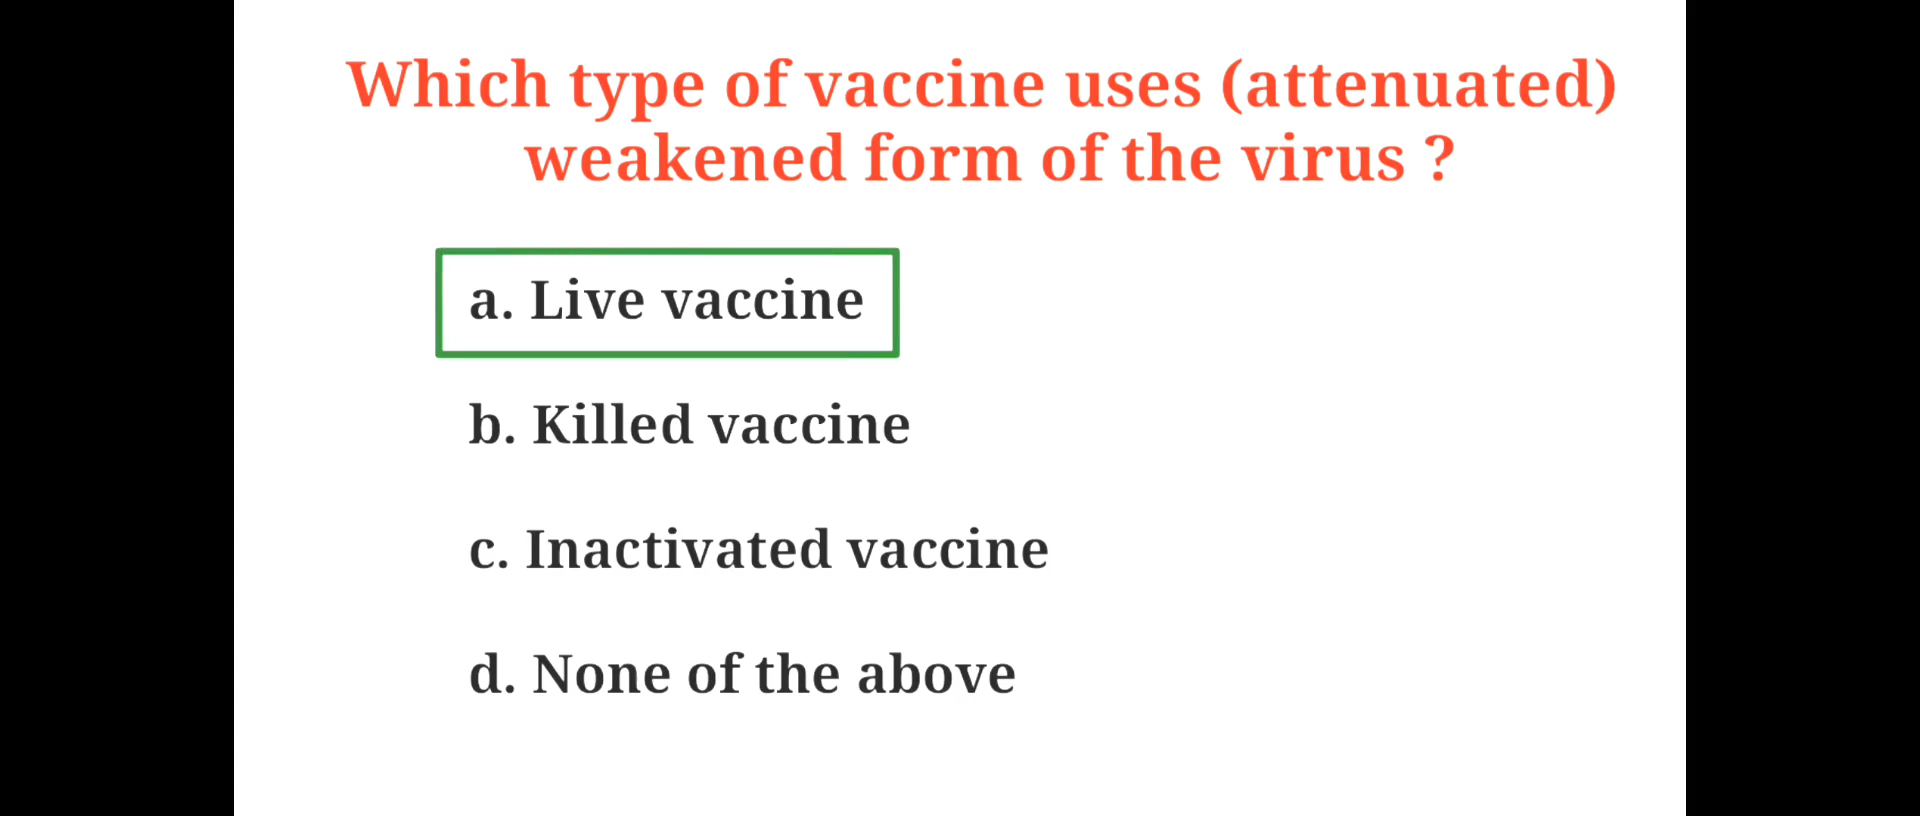 Which type of vaccine uses (attenuated)
weakened form of the virus ?
a. Live vaccine
b. Killed vaccine
c. Inactivated vaccine
d. None of the above